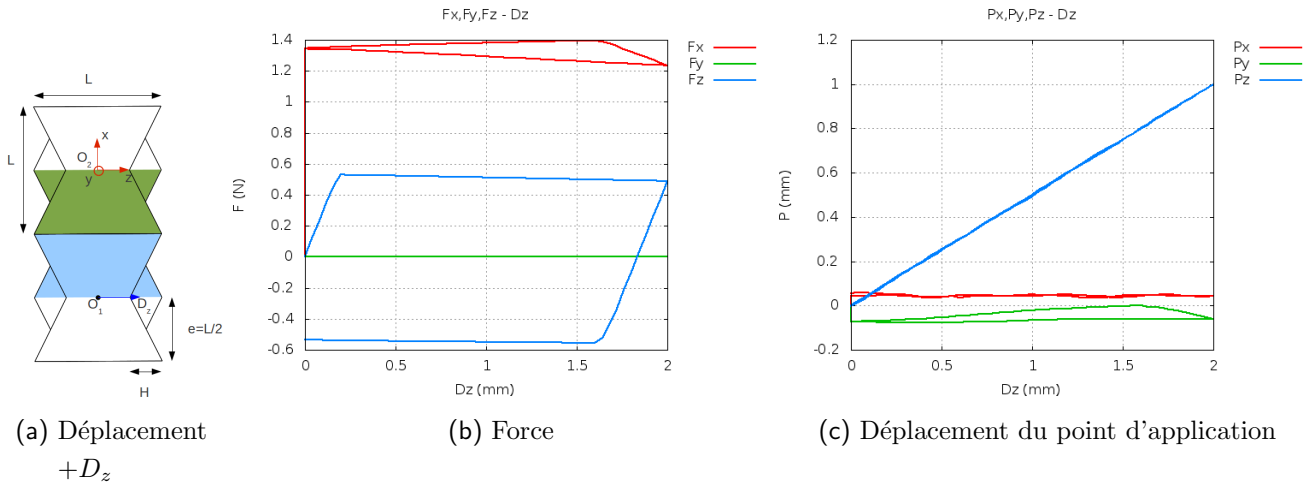 L
L
x
O2
y
z
O1
Dz
e=L/2
H
(a) Déplacement
+Dz
Fx,Fy,Fz - Dz
F (N)
1.4
1.2
1
0.8
0.6
0.4
0.2
0
-0.2
-0.4
-0.6
0 0.5 1 1.5 2
Dz (mm)
Fx
Fy
Fz
(b) Force
Px,Py,Pz - Dz
P (mm)
1.2
1
0.8
0.6
0.4
0.2
0
-0.2
0 0.5 1 1.5 2
Dz (mm)
Px
Py
Pz
(c) Déplacement du point d'application